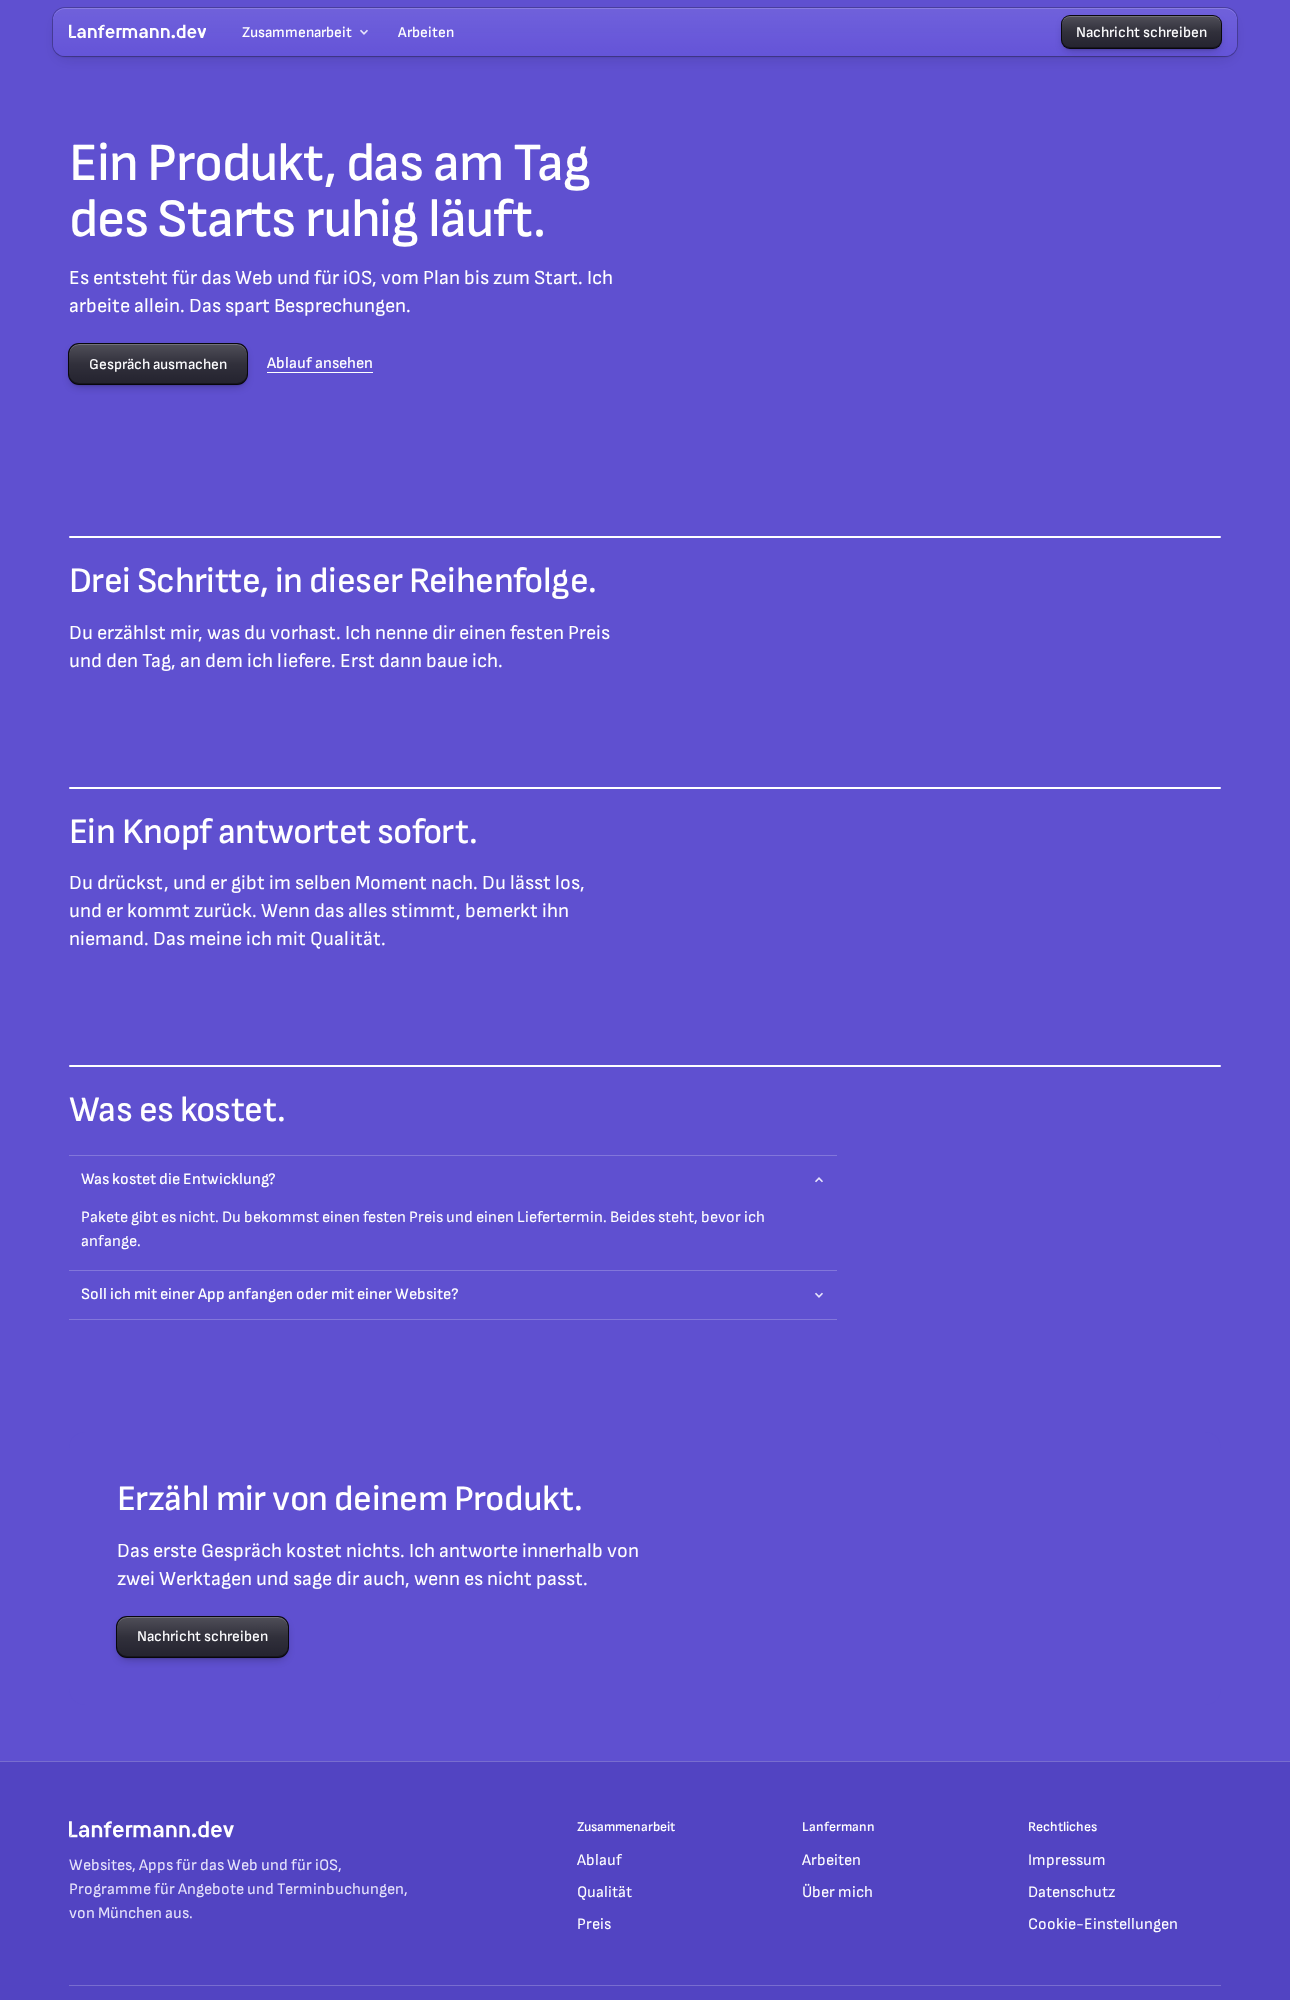 Lanfermann.dev
Zusammenarbeit
Arbeiten
Nachricht schreiben
Ein Produkt, das am Tag
des Starts ruhig läuft.
Es entsteht für das Web und für iOS, vom Plan bis zum Start. Ich
arbeite allein. Das spart Besprechungen.
Gespräch ausmachen
Ablauf ansehen
Drei Schritte, in dieser Reihenfolge.
Du erzählst mir, was du vorhast. Ich nenne dir einen festen Preis
und den Tag, an dem ich liefere. Erst dann baue ich.
Ein Knopf antwortet sofort.
Du drückst, und er gibt im selben Moment nach. Du lässt los,
und er kommt zurück. Wenn das alles stimmt, bemerkt ihn
niemand. Das meine ich mit Qualität.
Was es kostet.
Was kostet die Entwicklung?
Pakete gibt es nicht. Du bekommst einen festen Preis und einen Liefertermin. Beides steht, bevor ich
anfange.
Soll ich mit einer App anfangen oder mit einer Website?
Erzähl mir von deinem Produkt.
Das erste Gespräch kostet nichts. Ich antworte innerhalb von
zwei Werktagen und sage dir auch, wenn es nicht passt.
Nachricht schreiben
Lanfermann.dev
Websites, Apps für das Web und für iOS,
Programme für Angebote und Terminbuchungen,
von München aus.
Zusammenarbeit
Ablauf
Qualität
Preis
Lanfermann
Arbeiten
Über mich
Rechtliches
Impressum
Datenschutz
Cookie-Einstellungen